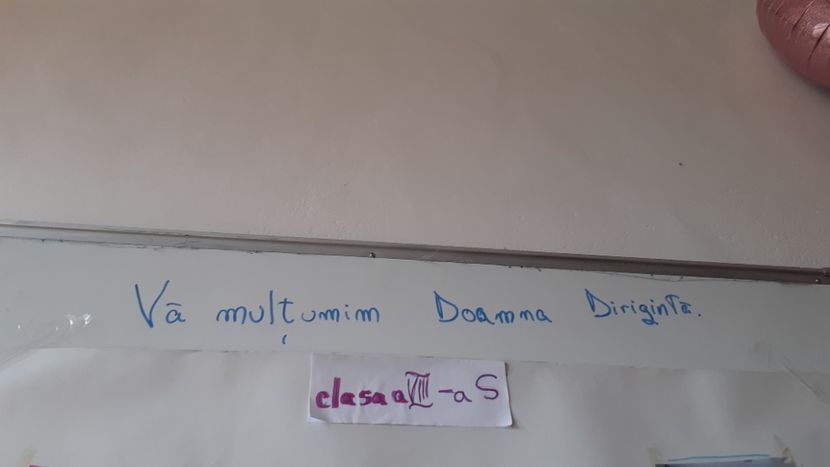 Vă mulțumim Doamna Dirigintă.
clasa a VIII-a S